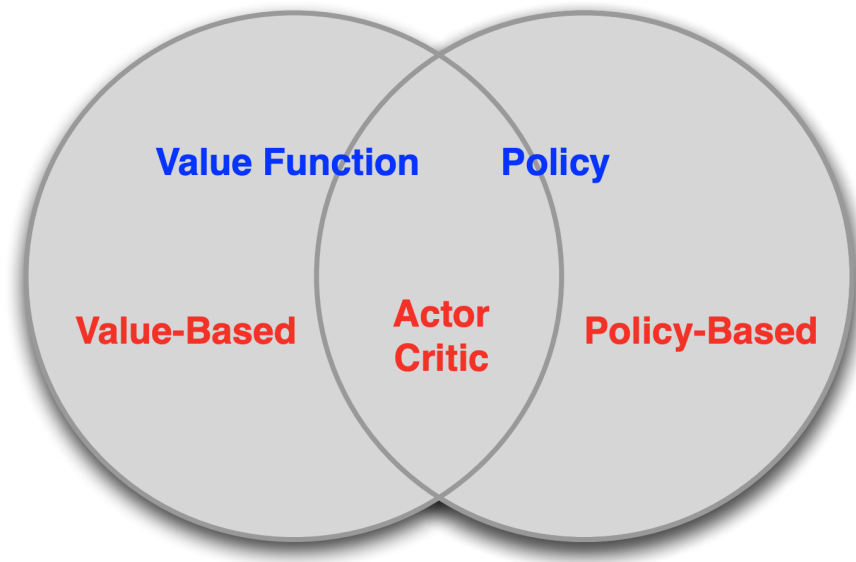 Value Function
Policy
Value-Based
Actor
Critic
Policy-Based